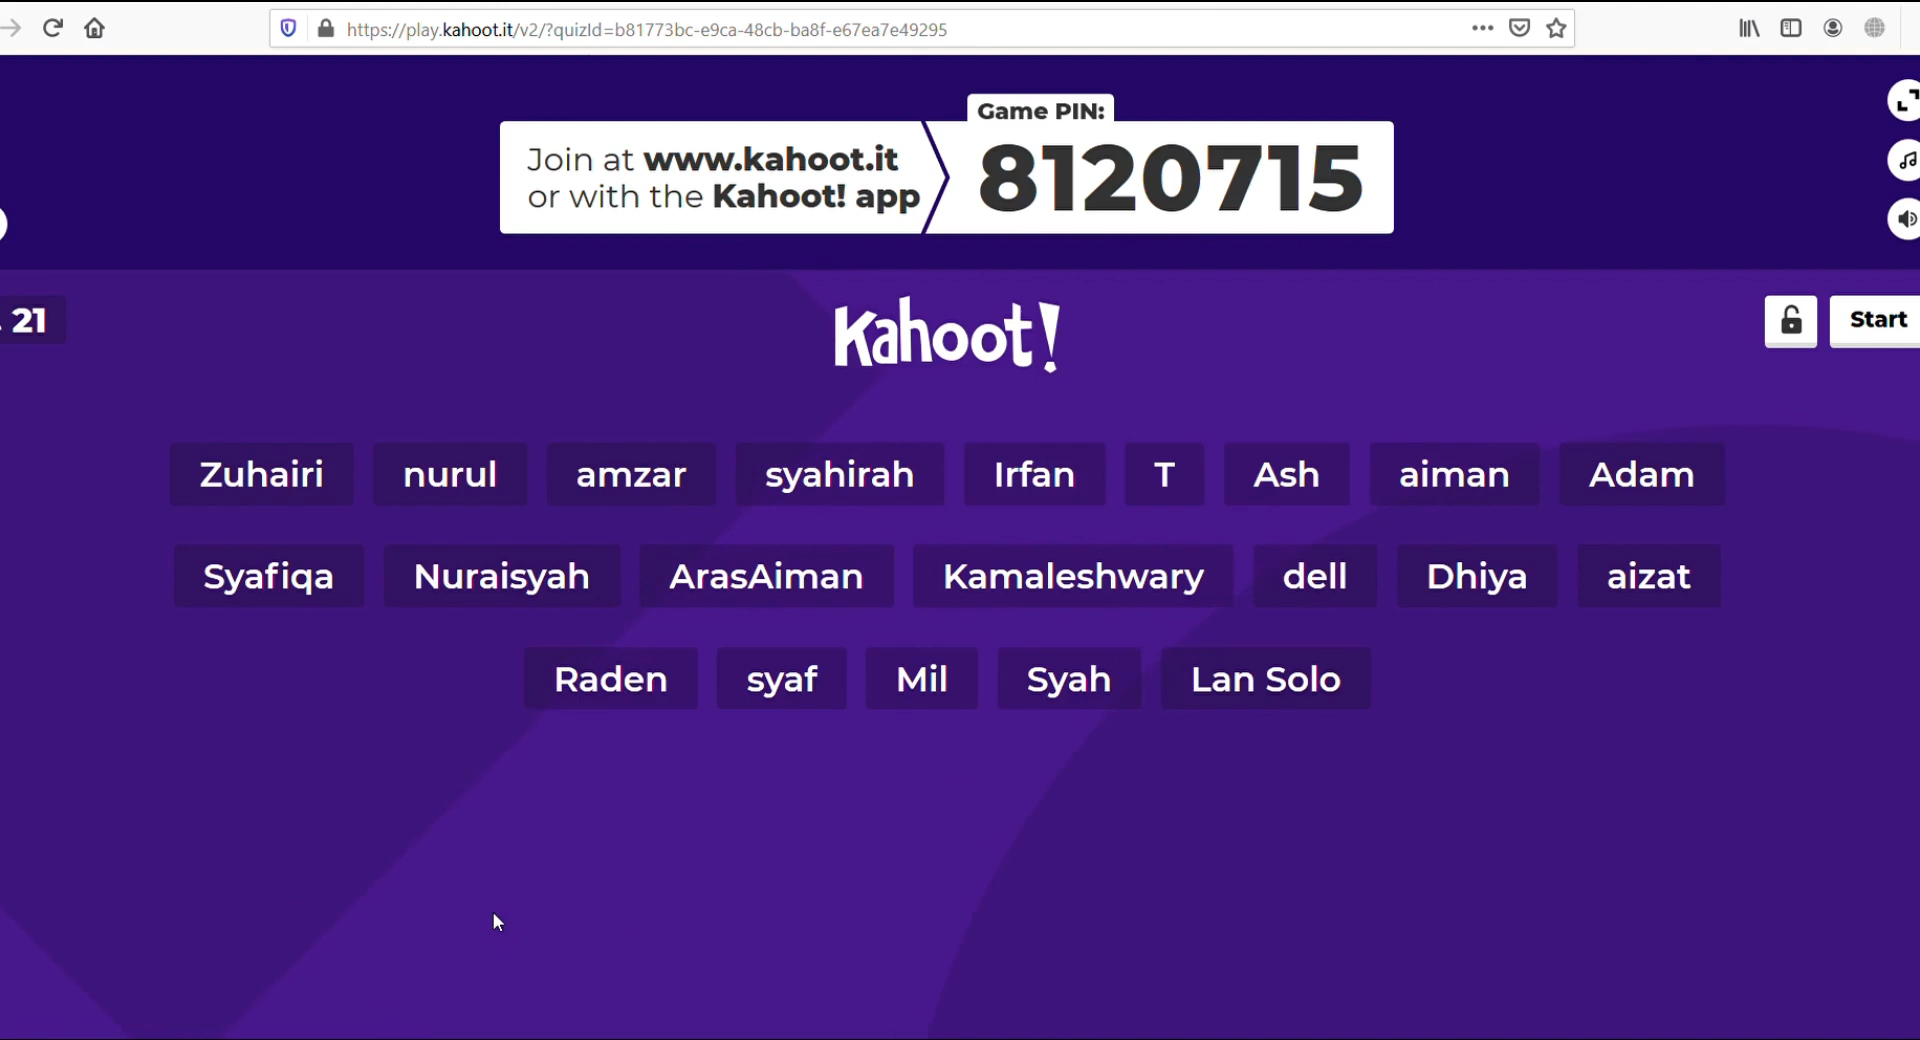 https://play.kahoot.it/v2/?quizId=b81773bc-e9ca-48cb-ba8f-e67ea7e49295
Game PIN:
Join at www.kahoot.it
or with the Kahoot! app
8120715
21
Kahoot!
Start
Zuhairi nurul amzar syahirah Irfan T Ash aiman Adam
Syafiqa Nuraisyah ArasAiman Kamaleshwary dell Dhiya aizat
Raden syaf Mil Syah Lan Solo